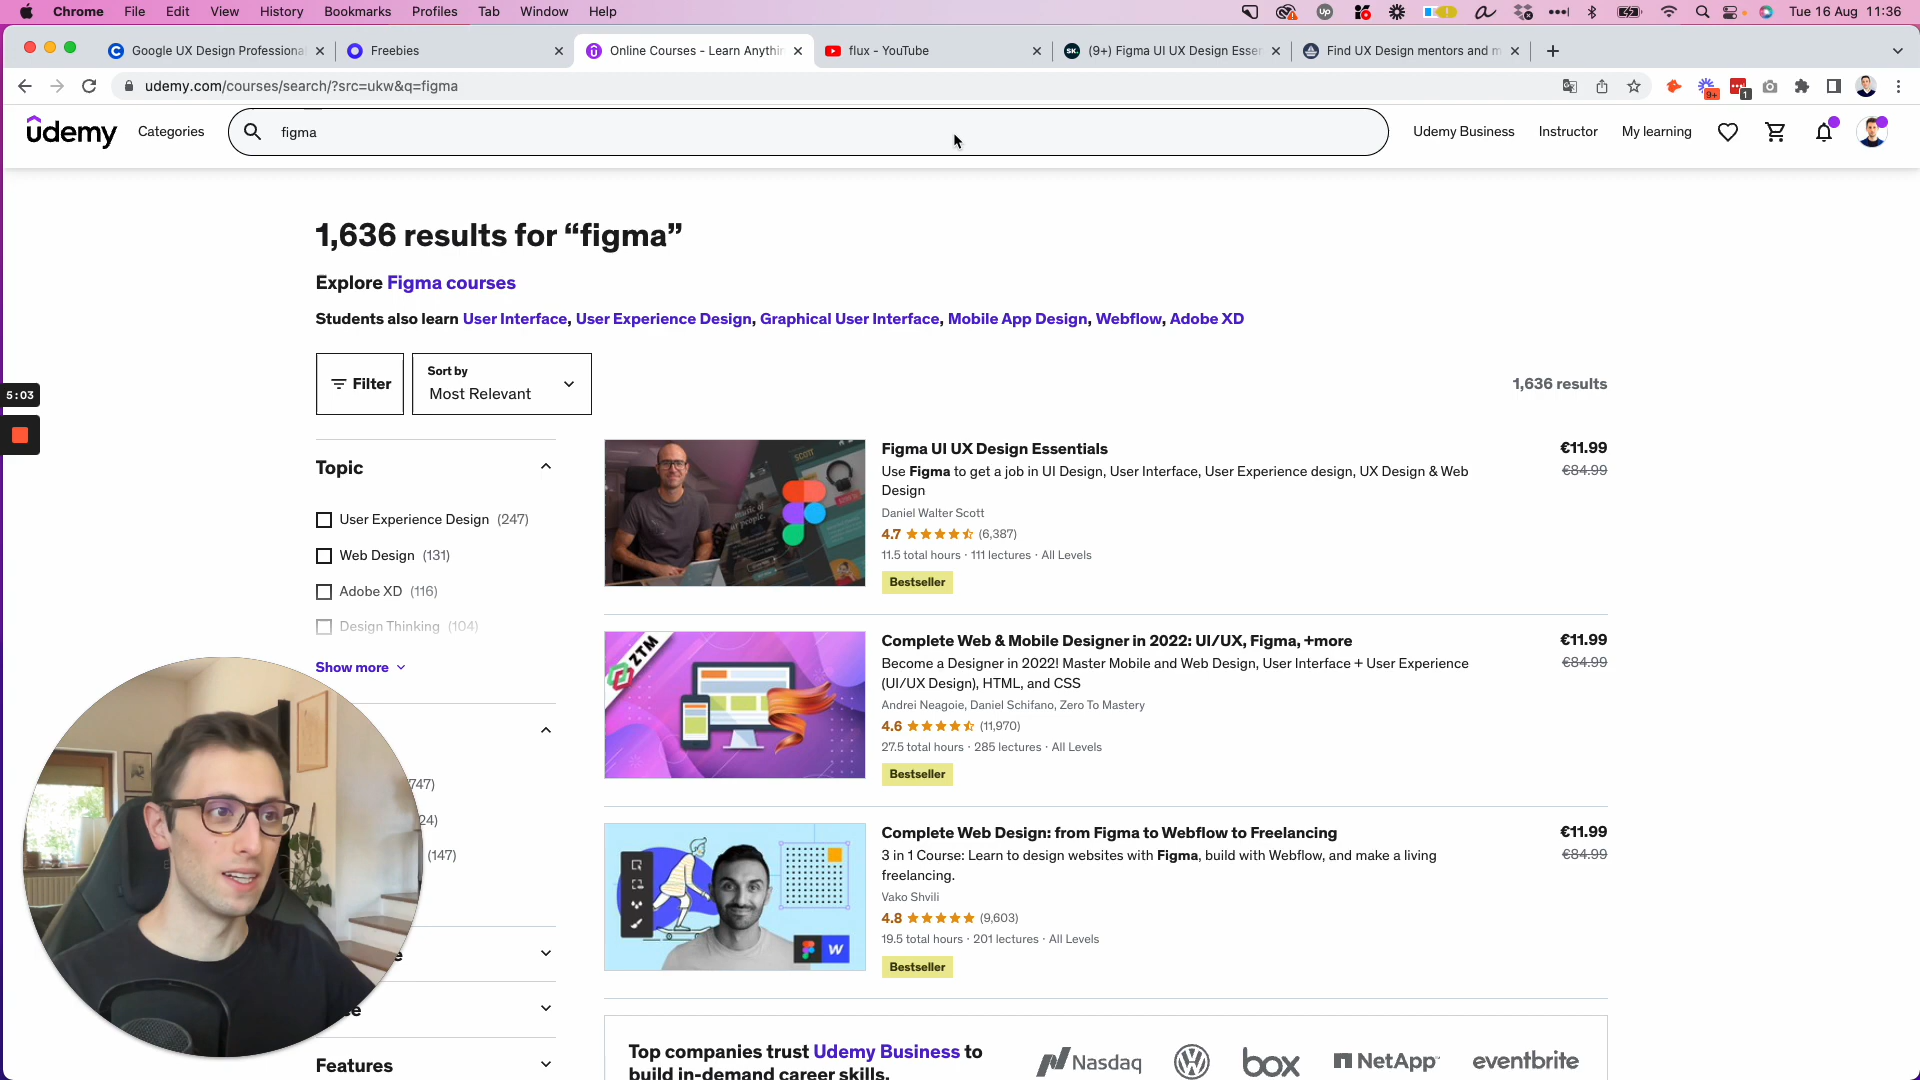 Chrome File Edit View History Bookmarks Profiles Tab Window Help
Tue 16 Aug 11:36
Google UX Design Professiona
Freebies
Online Courses - Learn Anythi
flux - YouTube
(9+) Figma UI UX Design Esser
Find UX Design mentors and m
udemy.com/courses/search/?src=ukw&q=figma
9+
1
udemy
Categories
figma
Udemy Business
Instructor
My learning
1,636 results for “figma”
Explore Figma courses
Students also learn User Interface, User Experience Design, Graphical User Interface, Mobile App Design, Webflow, Adobe XD
Filter
Sort by
Most Relevant
1,636 results
5:03
Topic
User Experience Design (247)
Web Design (131)
Adobe XD (116)
Design Thinking (104)
Show more
747)
24)
(147)
Features
Figma UI UX Design Essentials
€11.99
Use Figma to get a job in UI Design, User Interface, User Experience design, UX Design & Web
€84.99
Design
Daniel Walter Scott
4.7 (6,387)
11.5 total hours · 111 lectures · All Levels
Bestseller
ZTM
Complete Web & Mobile Designer in 2022: UI/UX, Figma, +more
€11.99
Become a Designer in 2022! Master Mobile and Web Design, User Interface + User Experience
€84.99
(UI/UX Design), HTML, and CSS
Andrei Neagoie, Daniel Schifano, Zero To Mastery
4.6 (11,970)
27.5 total hours · 285 lectures · All Levels
Bestseller
Complete Web Design: from Figma to Webflow to Freelancing
€11.99
3 in 1 Course: Learn to design websites with Figma, build with Webflow, and make a living
€84.99
freelancing.
Vako Shvili
4.8 (9,603)
19.5 total hours · 201 lectures · All Levels
Bestseller
Top companies trust Udemy Business to
build in-demand career skills.
Nasdaq
box
NetApp
eventbrite